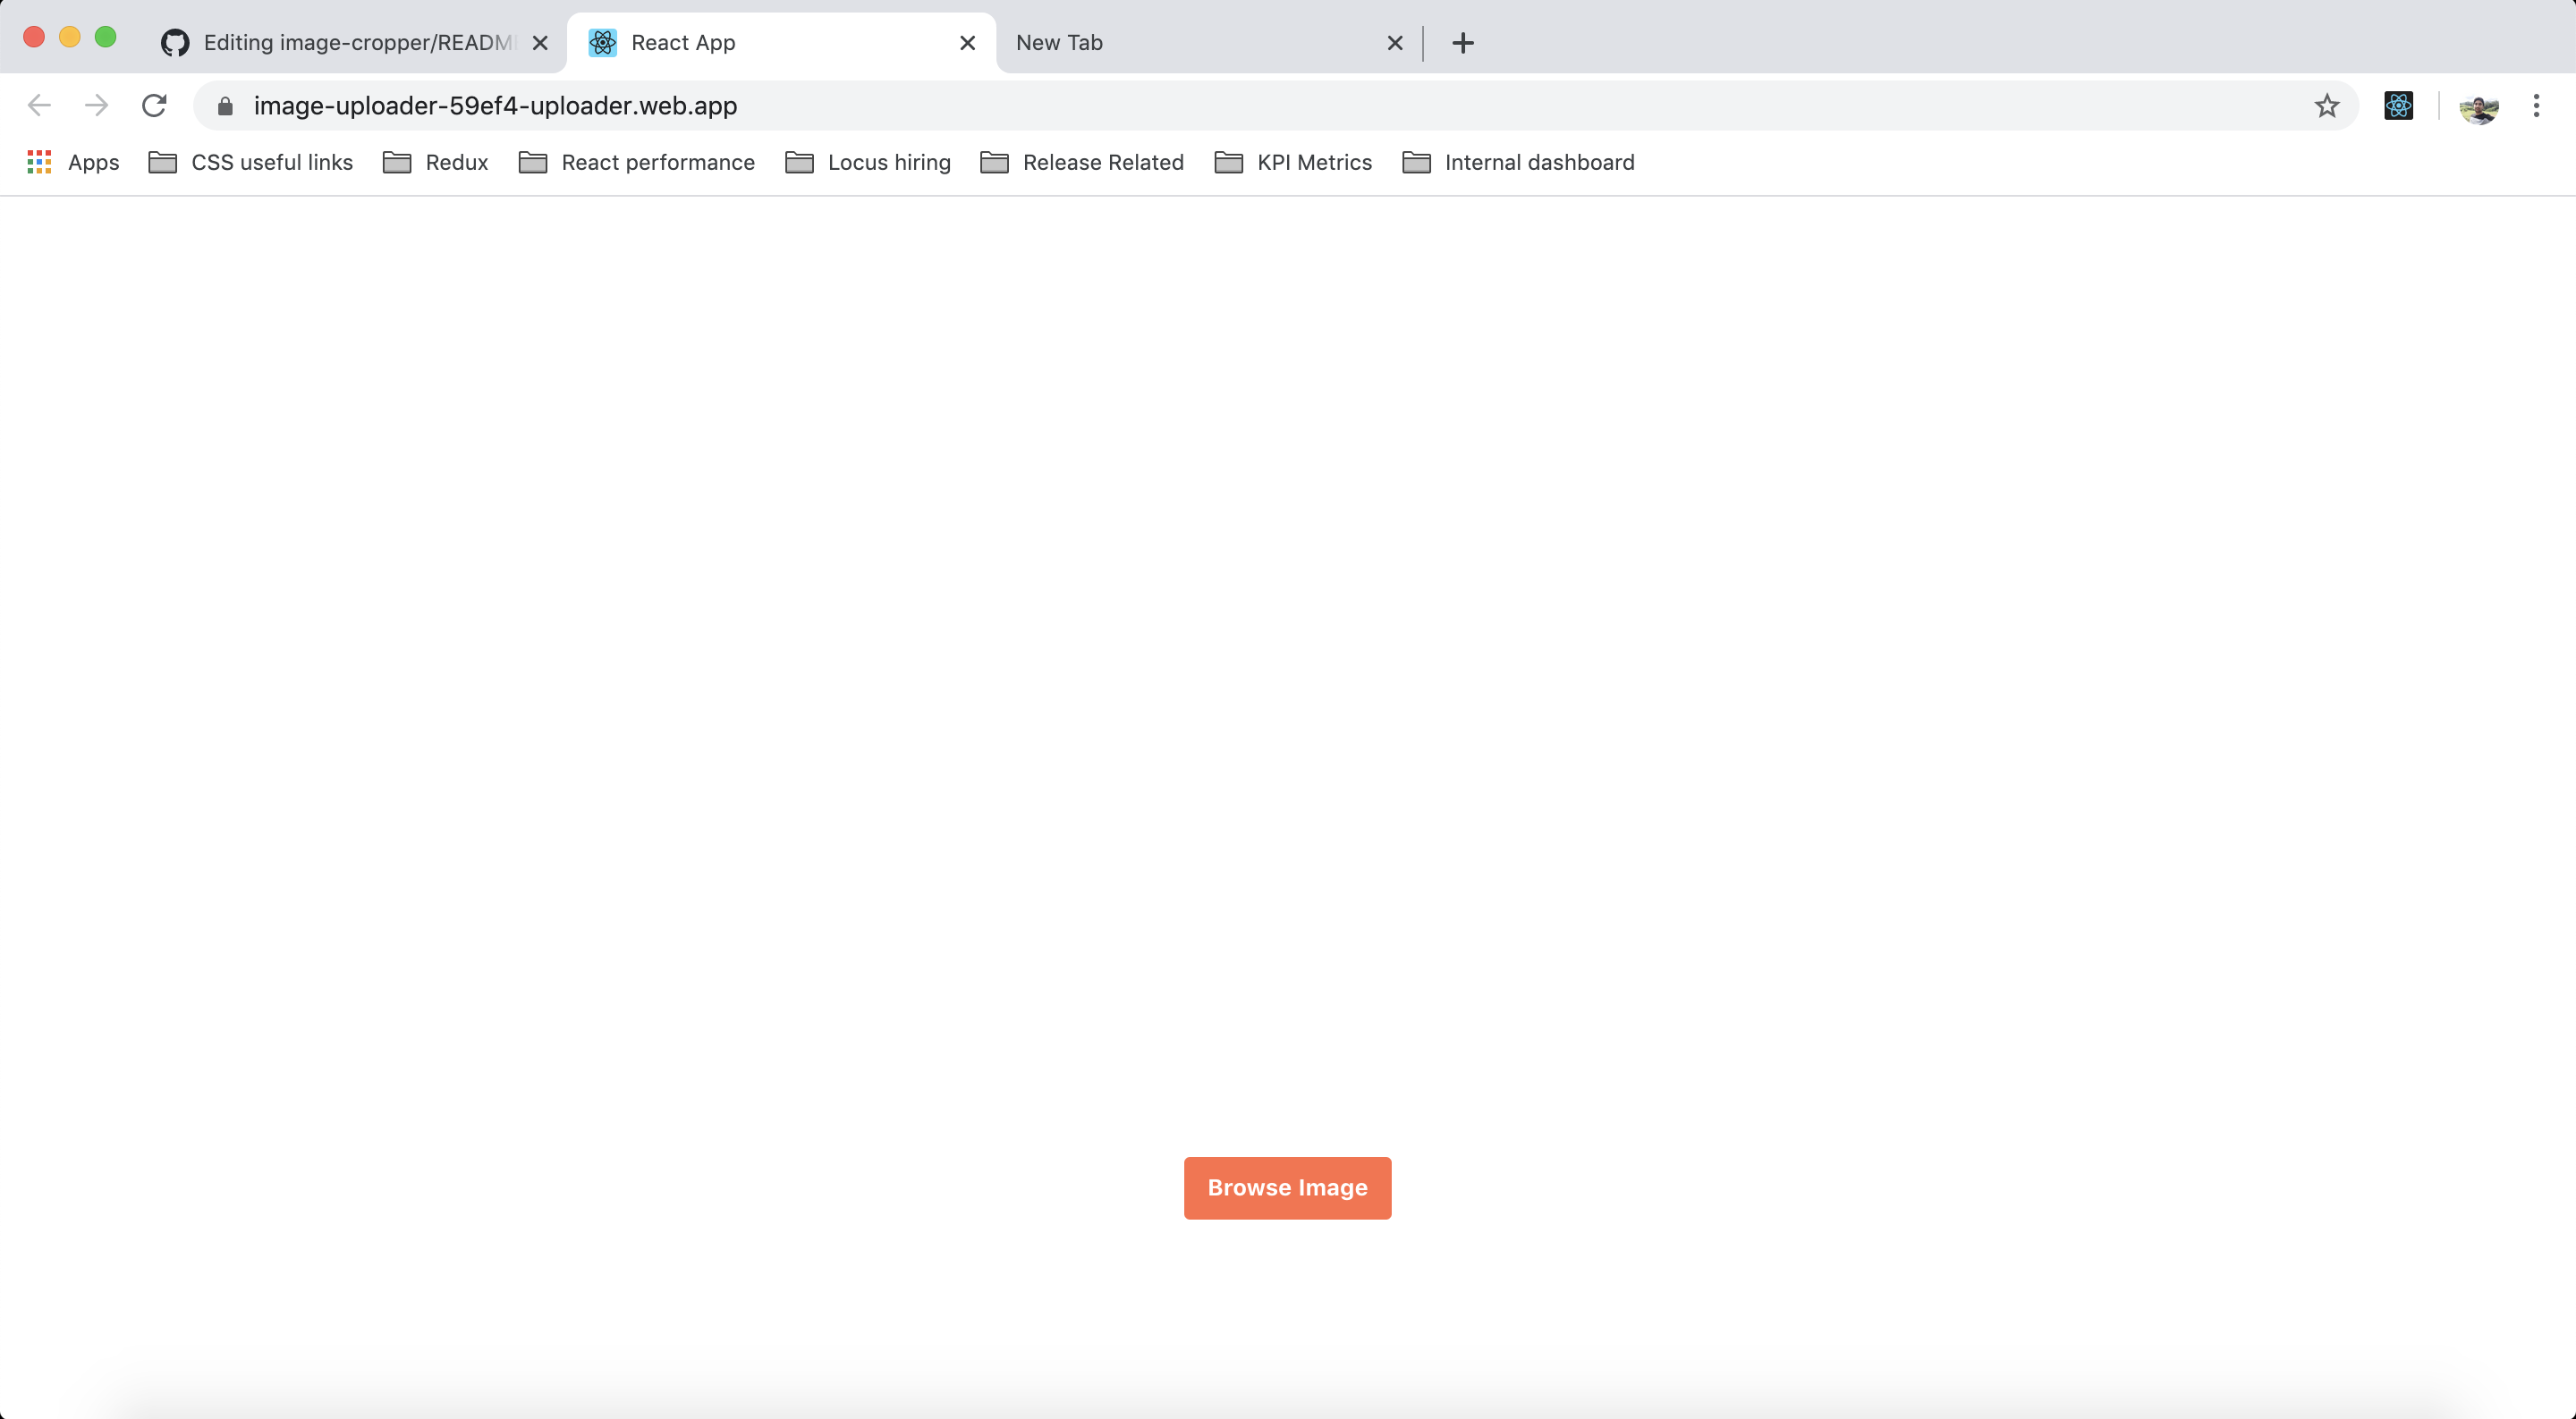 Editing image-cropper/READM
React App
New Tab
image-uploader-59ef4-uploader.web.app
Apps
CSS useful links
Redux
React performance
Locus hiring
Release Related
KPI Metrics
Internal dashboard
Browse Image